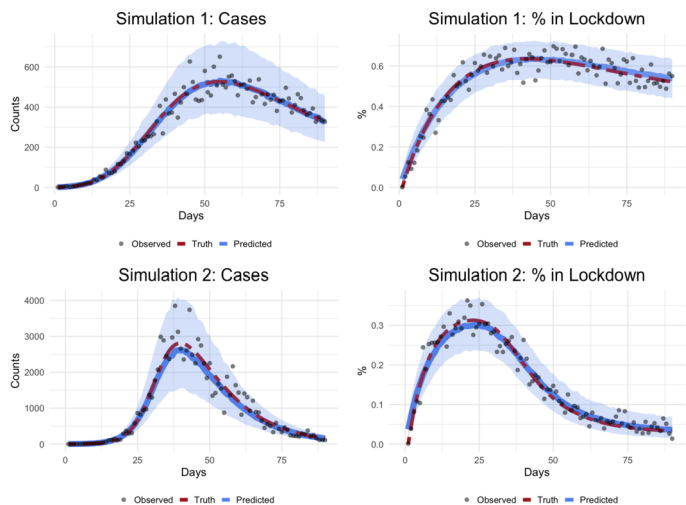 Simulation 1: Cases
Counts
600
400
200
0
0 25 50 75
Days
Observed Truth Predicted
Simulation 1: % in Lockdown
%
0.6
0.4
0.2
0.0
0 25 50 75
Days
Observed Truth Predicted
Simulation 2: Cases
Counts
4000
3000
2000
1000
0
0 25 50 75
Days
Observed Truth Predicted
Simulation 2: % in Lockdown
%
0.3
0.2
0.1
0.0
0 25 50 75
Days
Observed Truth Predicted